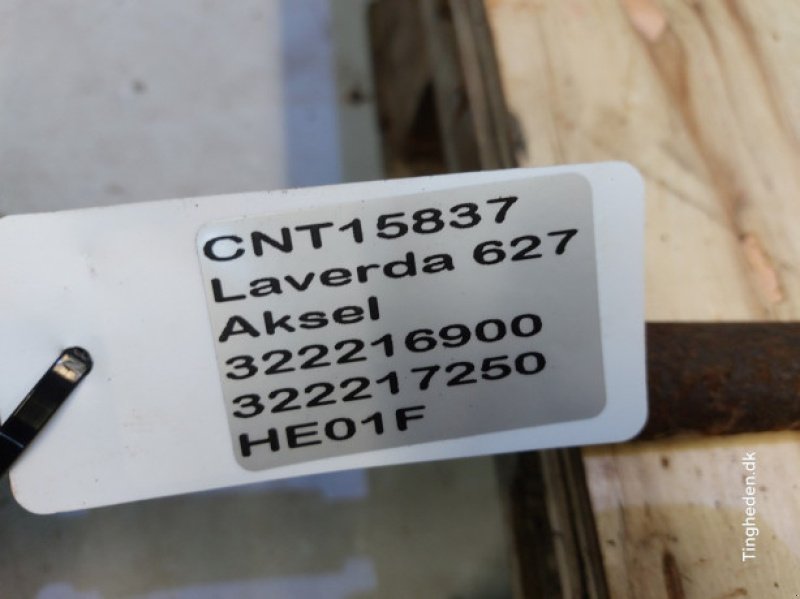 CNT15837
Laverda 627
Aksel
322216900
322217250
HE01F
Tingheden.dk